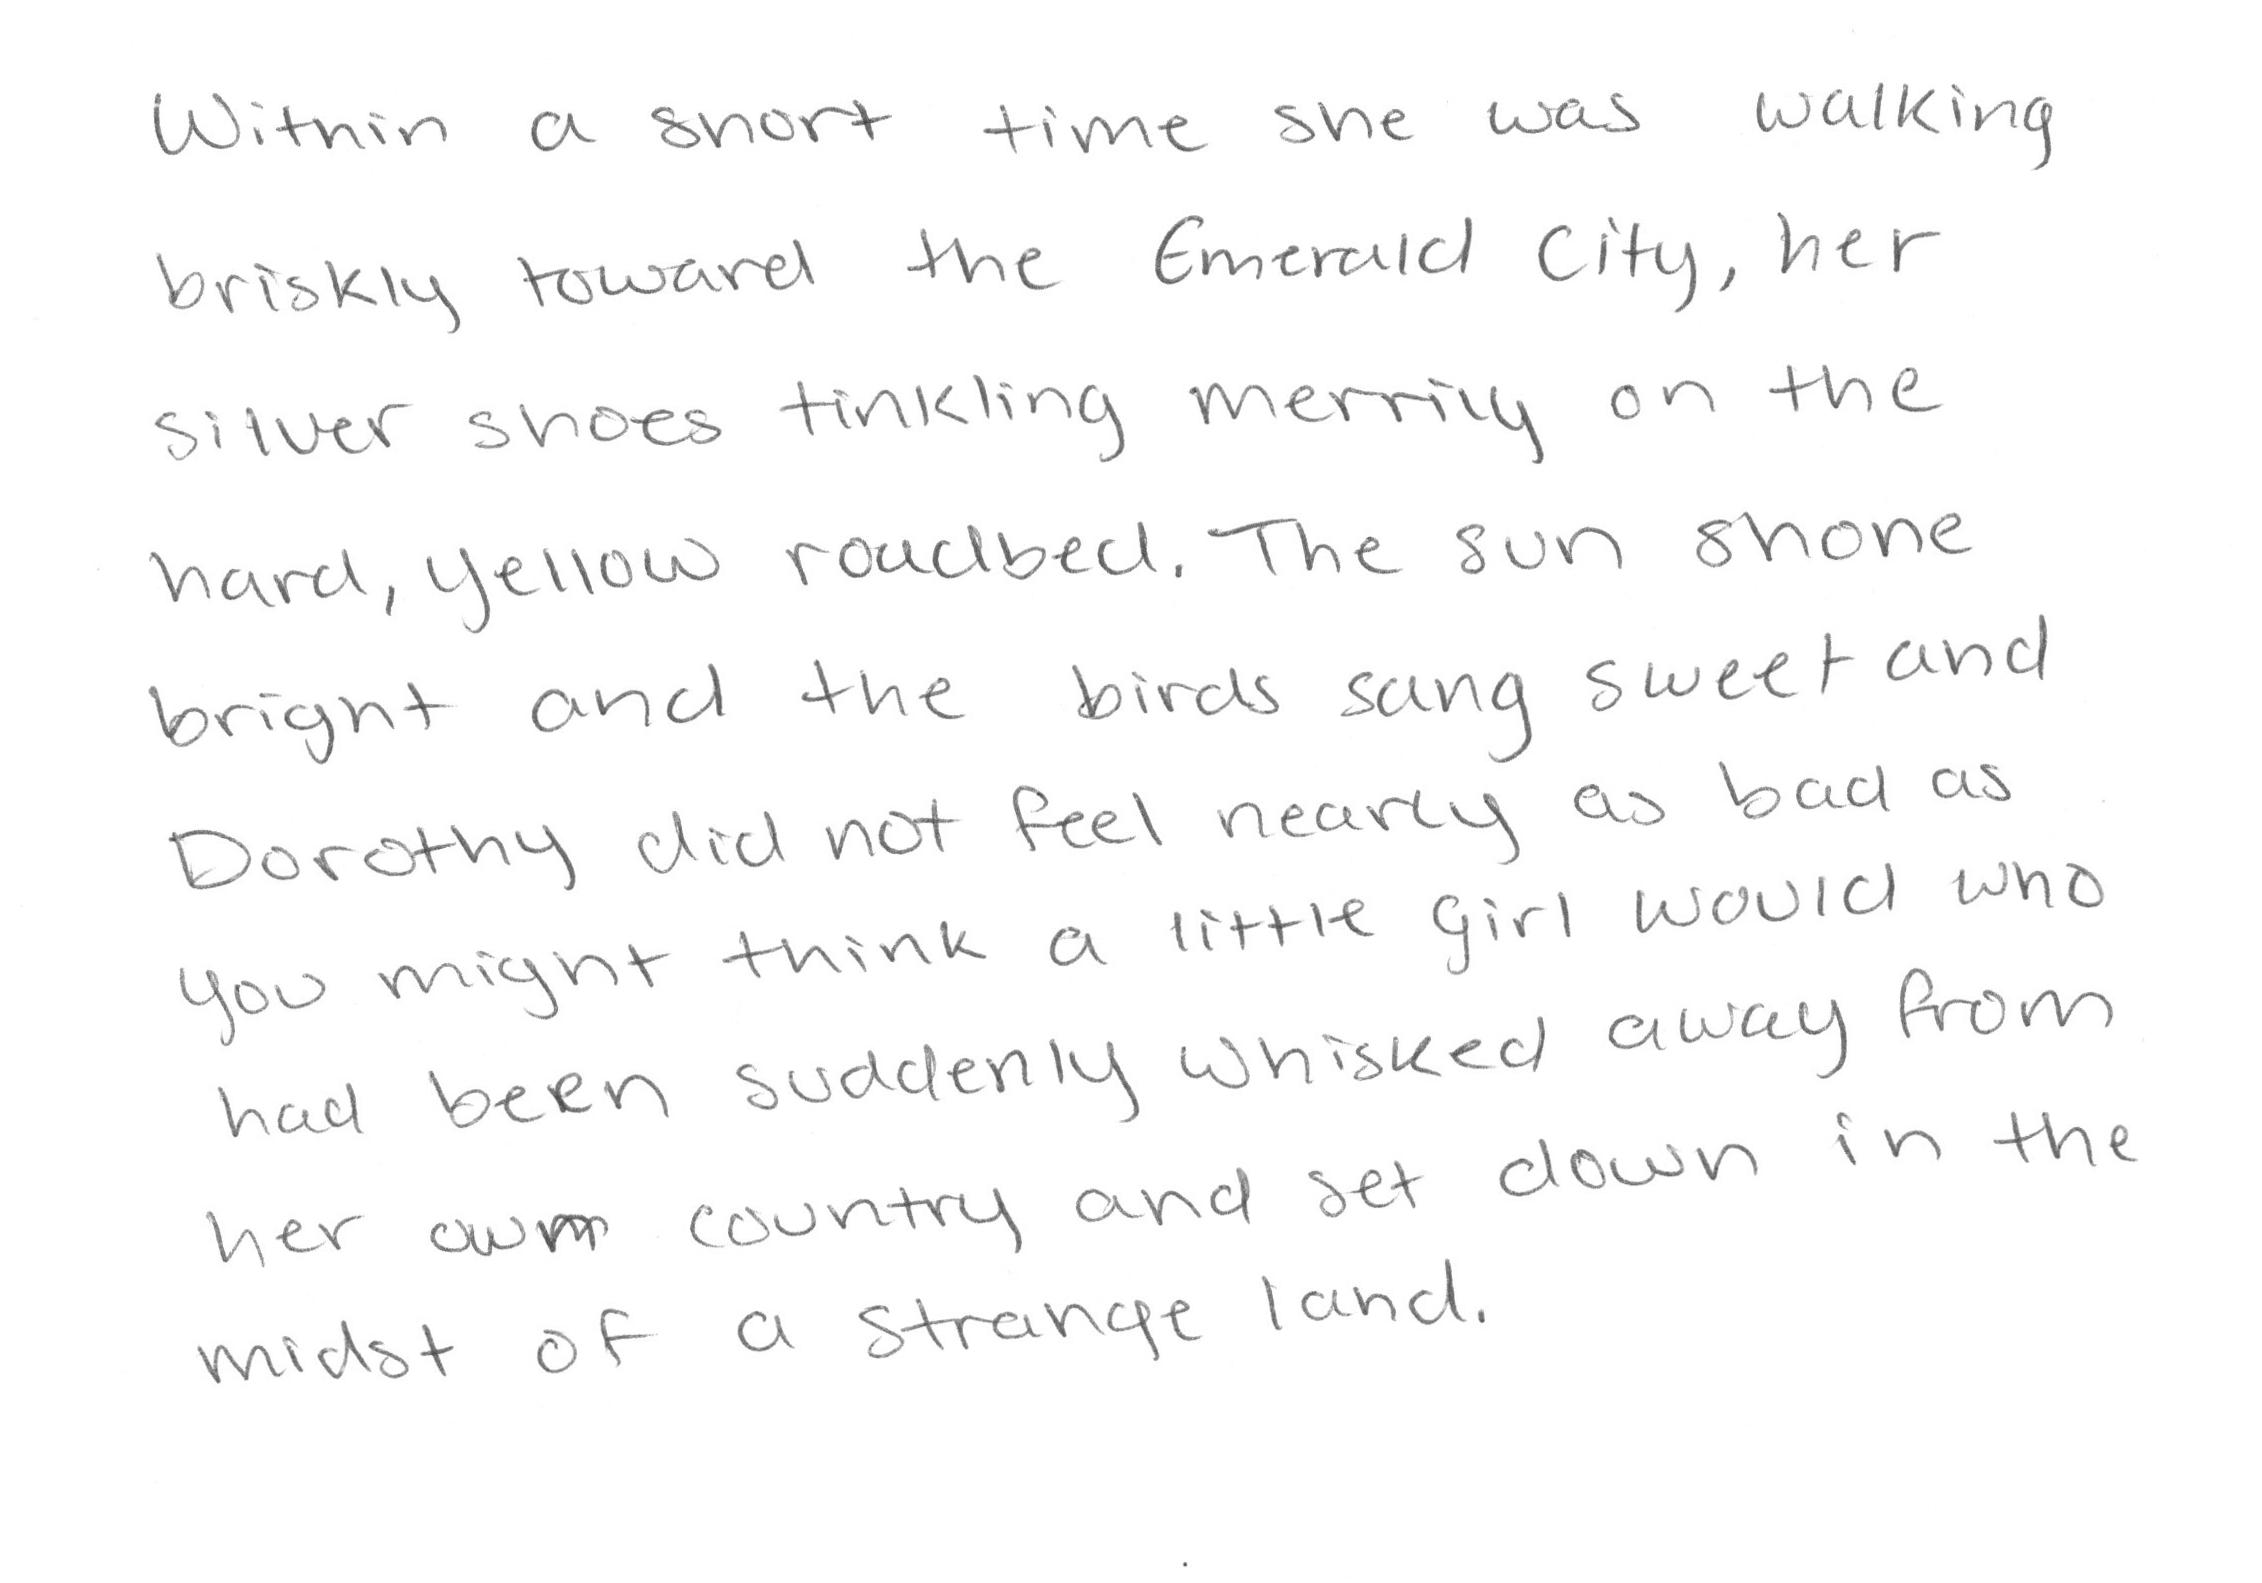 Within a short time she was walking
briskly toward the Emerald City, her
silver shoes tinkling merrily on the
hard, yellow roadbed. The sun shone
bright and the birds sang sweet and
Dorothy did not feel nearly as bad as
you might think a little girl would who
had been suddenly whisked away from
her own country and set down in the
midst of a strange land.